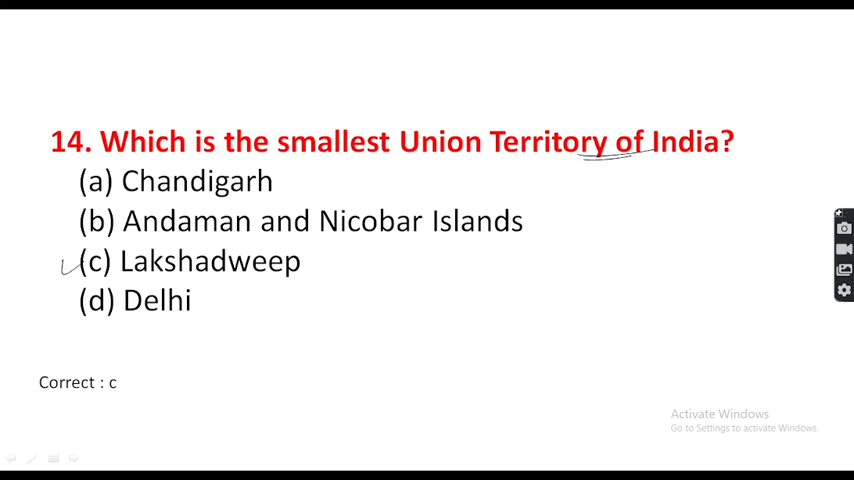 14. Which is the smallest Union Territory of India?
(a) Chandigarh
(b) Andaman and Nicobar Islands
(c) Lakshadweep
(d) Delhi
Correct : c
Activate Windows
Go to Settings to activate Windows.